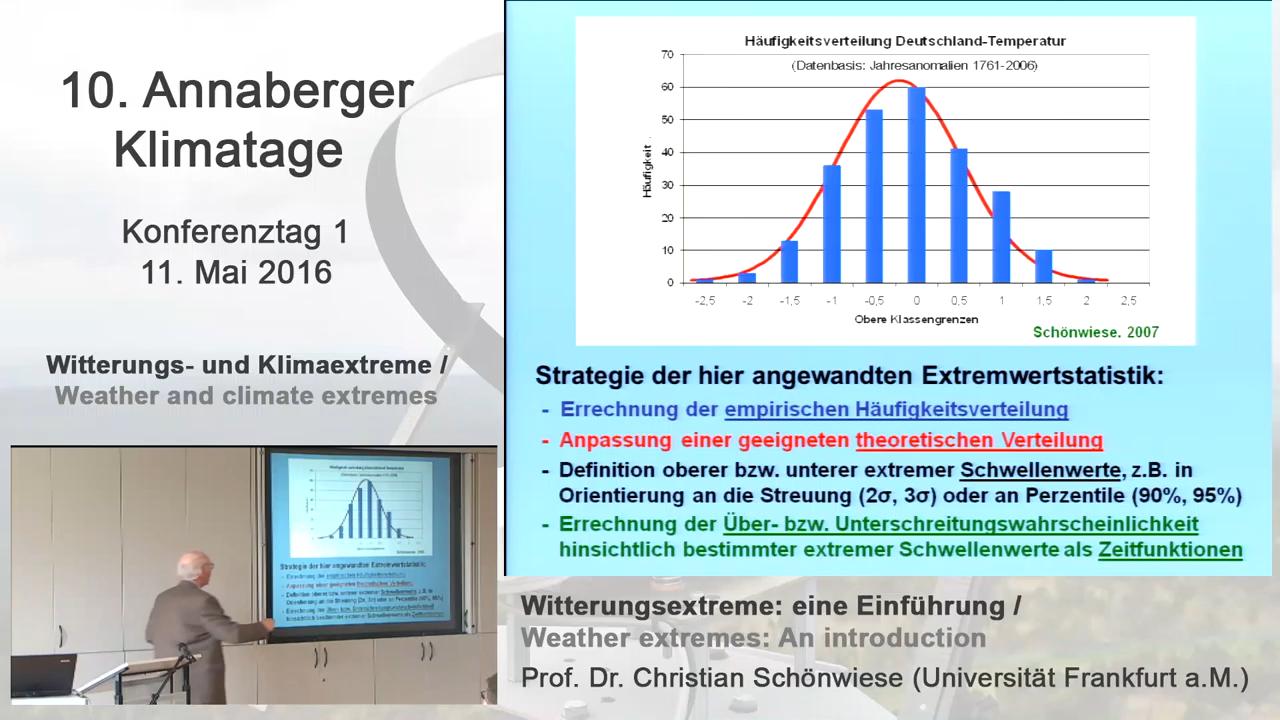 10. Annaberger
Klimatage
Konferenztag 1
11. Mai 2016
Witterungs- und Klimaextreme /
Weather and climate extremes
Häufigkeitsverteilung Deutschland-Temperatur
(Datenbasis: Jahresanomalien 1761-2006)
Häufigkeit .
70
60
50
40
30
20
10
0
-2,5 -2 -1,5 -1 -0,5 0 0,5 1 1,5 2 2,5
Obere Klassengrenzen
Schönwiese. 2007
Strategie der hier angewandten Extremwertstatistik:
- Errechnung der empirischen Häufigkeitsverteilung
- Anpassung einer geeigneten theoretischen Verteilung
- Definition oberer bzw. unterer extremer Schwellenwerte, z.B. in
Orientierung an die Streuung (2σ, 3σ) oder an Perzentile (90%, 95%)
- Errechnung der Über- bzw. Unterschreitungswahrscheinlichkeit
hinsichtlich bestimmter extremer Schwellenwerte als Zeitfunktionen
Witterungsextreme: eine Einführung /
Weather extremes: An introduction
Prof. Dr. Christian Schönwiese (Universität Frankfurt a.M.)